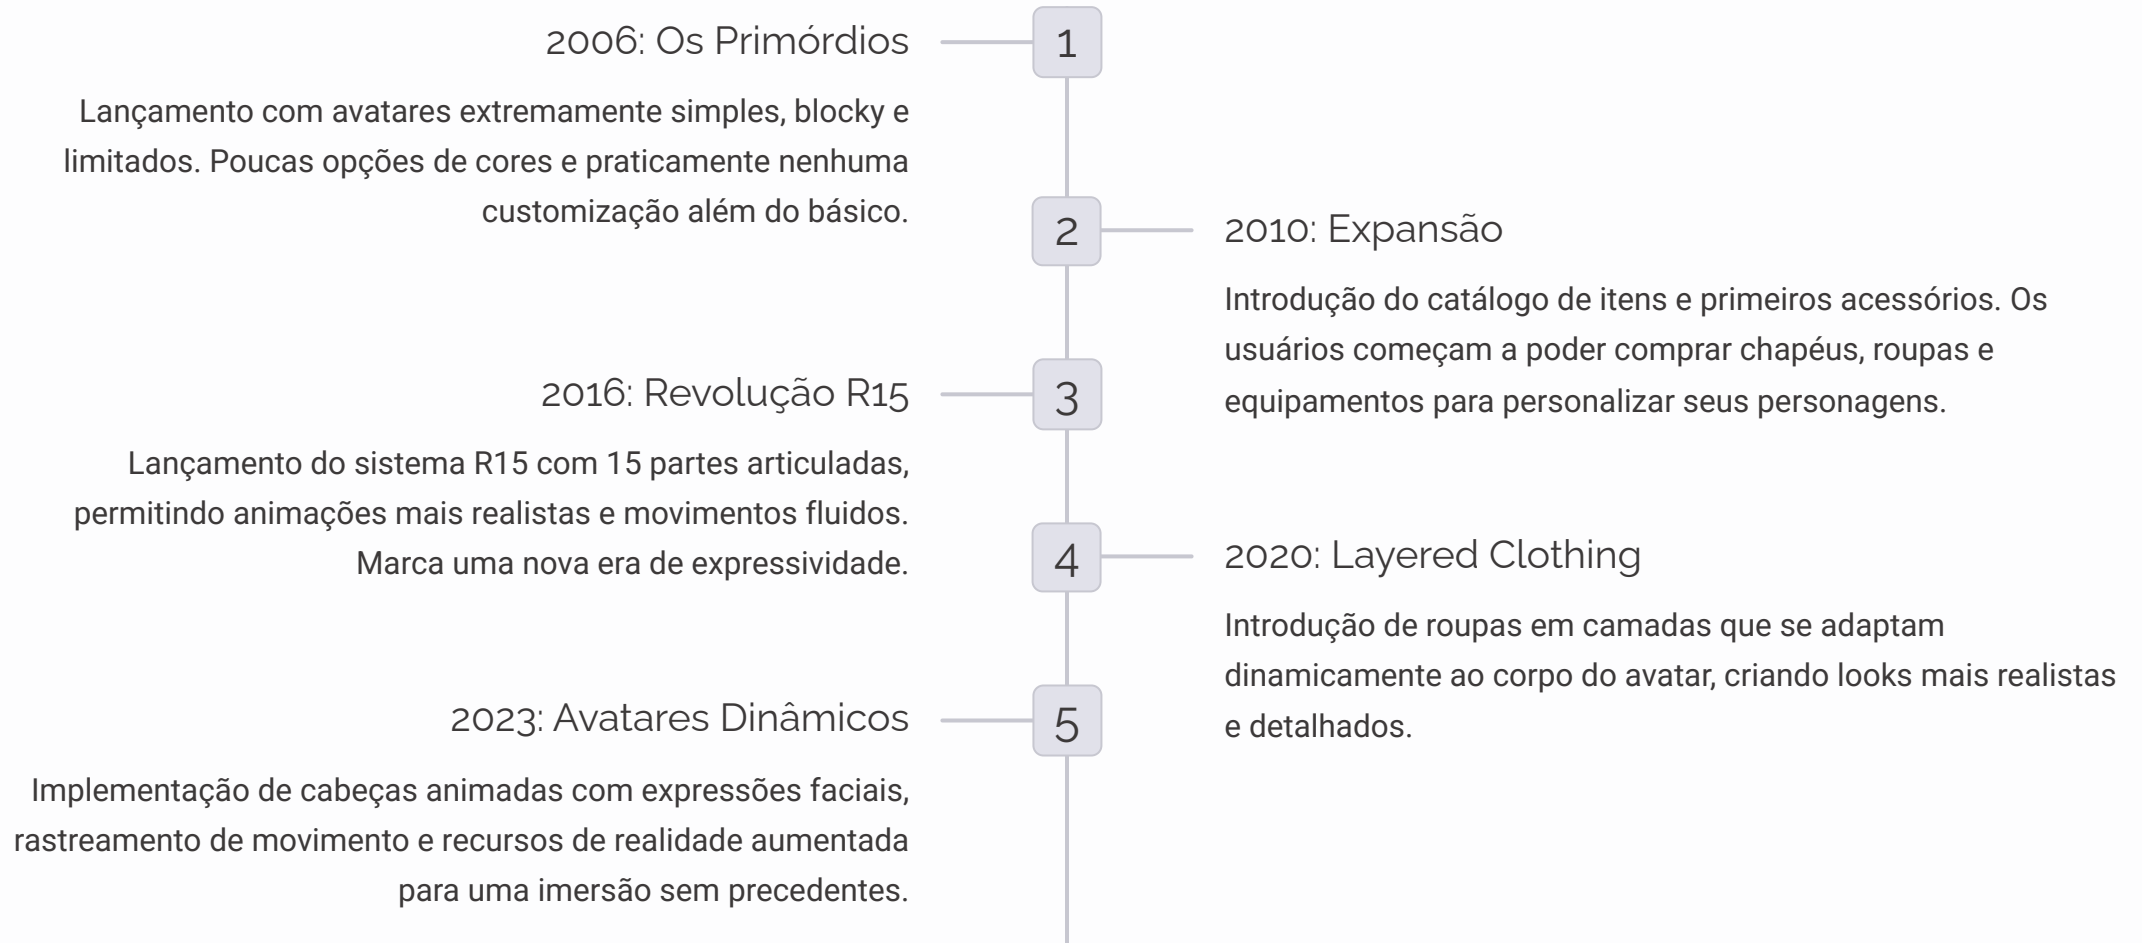 2006: Os Primórdios
1
Lançamento com avatares extremamente simples, blocky e
limitados. Poucas opções de cores e praticamente nenhuma
customização além do básico.
2
2010: Expansão
Introdução do catálogo de itens e primeiros acessórios. Os
usuários começam a poder comprar chapéus, roupas e
equipamentos para personalizar seus personagens.
2016: Revolução R15
3
Lançamento do sistema R15 com 15 partes articuladas,
permitindo animações mais realistas e movimentos fluidos.
Marca uma nova era de expressividade.
4
2020: Layered Clothing
Introdução de roupas em camadas que se adaptam
dinamicamente ao corpo do avatar, criando looks mais realistas
e detalhados.
2023: Avatares Dinâmicos
5
Implementação de cabeças animadas com expressões faciais,
rastreamento de movimento e recursos de realidade aumentada
para uma imersão sem precedentes.